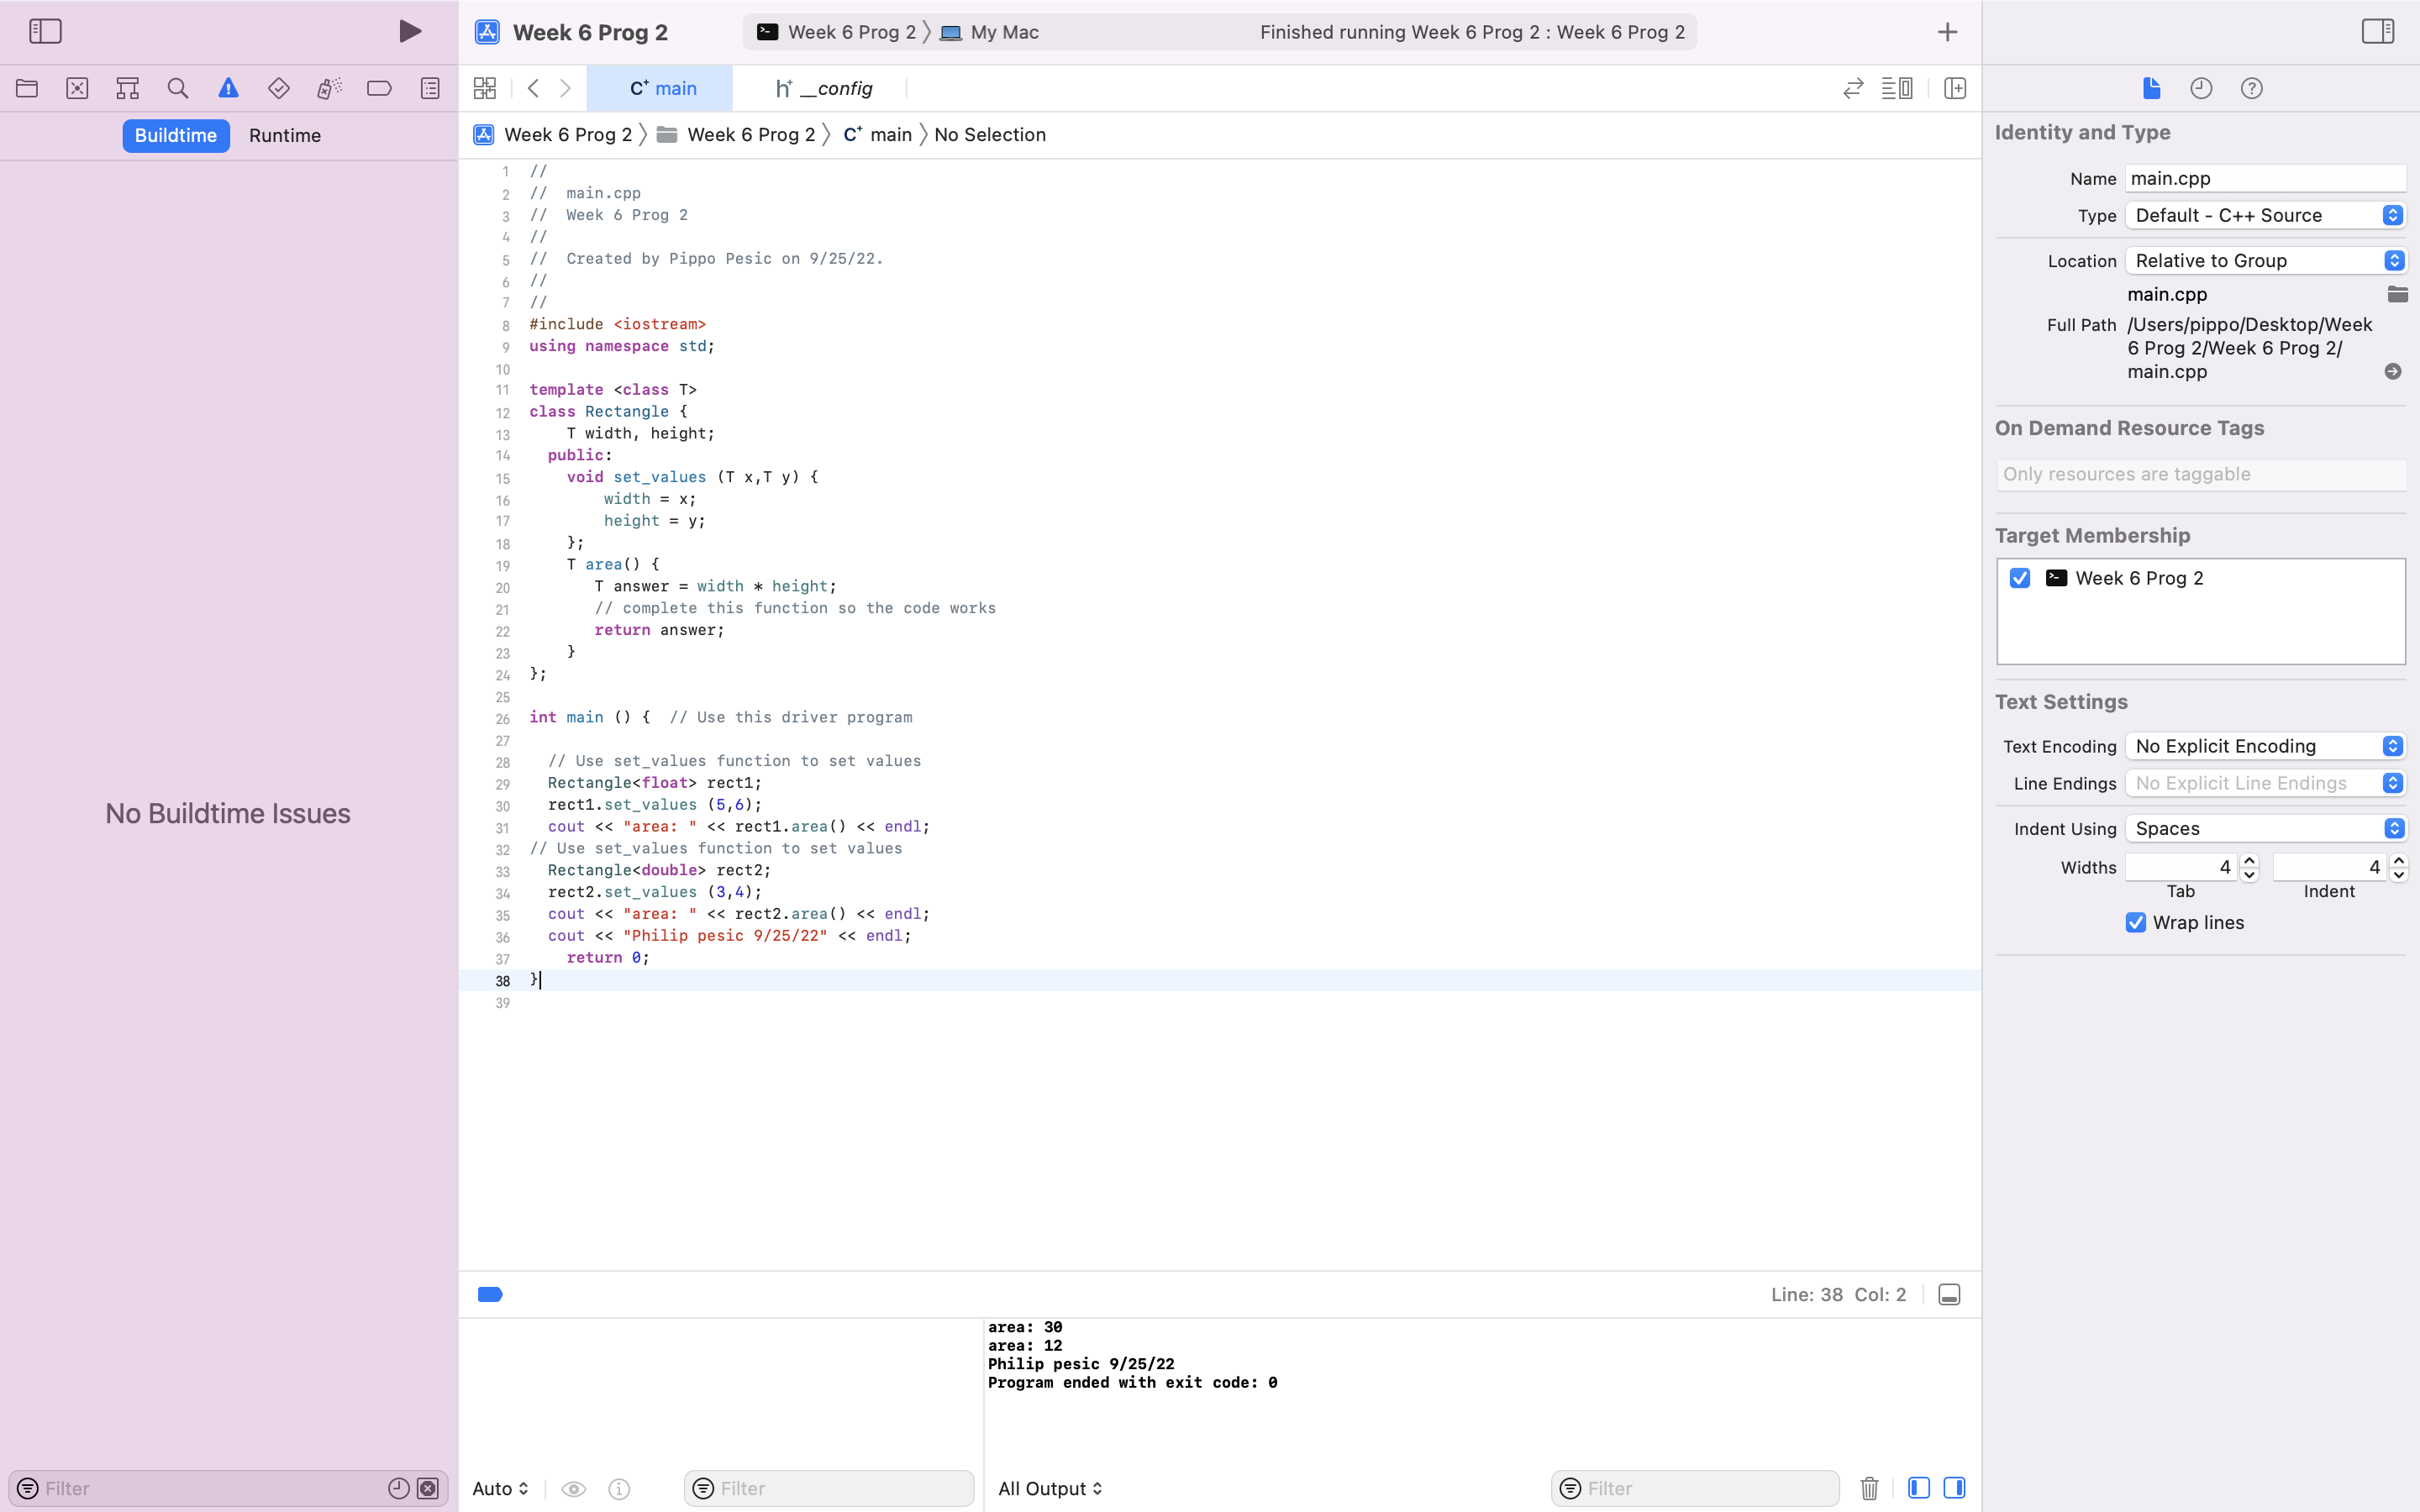 Week 6 Prog 2
Week 6 Prog 2 My Mac
Finished running Week 6 Prog 2 : Week 6 Prog 2
C+ main
h+ __config
Buildtime Runtime
Week 6 Prog 2 Week 6 Prog 2 C+ main No Selection
No Buildtime Issues
Filter
1 //
2 //  main.cpp
3 //  Week 6 Prog 2
4 //
5 //  Created by Pippo Pesic on 9/25/22.
6 //
7 //
8 #include <iostream>
9 using namespace std;
10
11 template <class T>
12 class Rectangle {
13     T width, height;
14   public:
15     void set_values (T x,T y) {
16         width = x;
17         height = y;
18     };
19     T area() {
20        T answer = width * height;
21        // complete this function so the code works
22        return answer;
23     }
24 };
25
26 int main () {  // Use this driver program
27
28   // Use set_values function to set values
29   Rectangle<float> rect1;
30   rect1.set_values (5,6);
31   cout << "area: " << rect1.area() << endl;
32 // Use set_values function to set values
33   Rectangle<double> rect2;
34   rect2.set_values (3,4);
35   cout << "area: " << rect2.area() << endl;
36   cout << "Philip pesic 9/25/22" << endl;
37     return 0;
38 }
39
Line: 38 Col: 2
area: 30
area: 12
Philip pesic 9/25/22
Program ended with exit code: 0
Auto
Filter
All Output
Filter
Identity and Type
Name main.cpp
Type Default - C++ Source
Location Relative to Group
main.cpp
Full Path /Users/pippo/Desktop/Week
6 Prog 2/Week 6 Prog 2/
main.cpp
On Demand Resource Tags
Only resources are taggable
Target Membership
Week 6 Prog 2
Text Settings
Text Encoding No Explicit Encoding
Line Endings No Explicit Line Endings
Indent Using Spaces
Widths 4 4
Tab Indent
Wrap lines